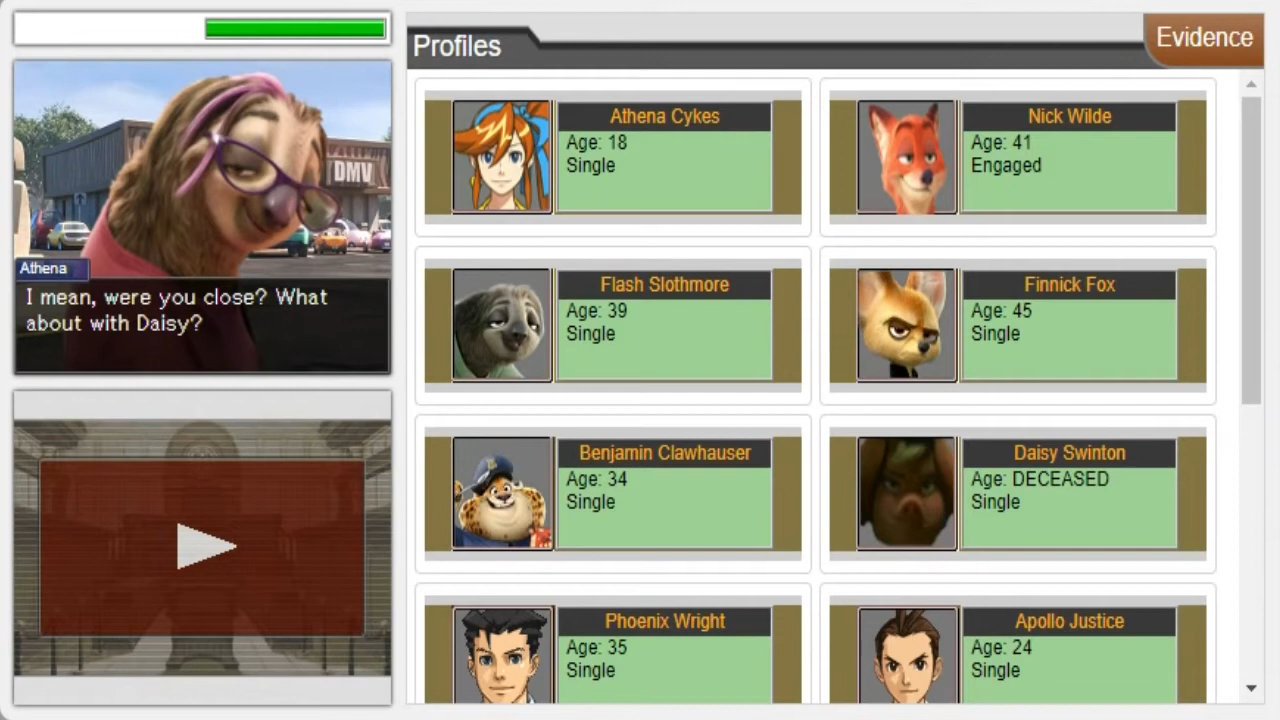 Profiles
Evidence
DMV
Athena
I mean, were you close? What
about with Daisy?
Athena Cykes
Age: 18
Single
Nick Wilde
Age: 41
Engaged
Flash Slothmore
Age: 39
Single
Finnick Fox
Age: 45
Single
Benjamin Clawhauser
Age: 34
Single
Daisy Swinton
Age: DECEASED
Single
Phoenix Wright
Age: 35
Single
Apollo Justice
Age: 24
Single